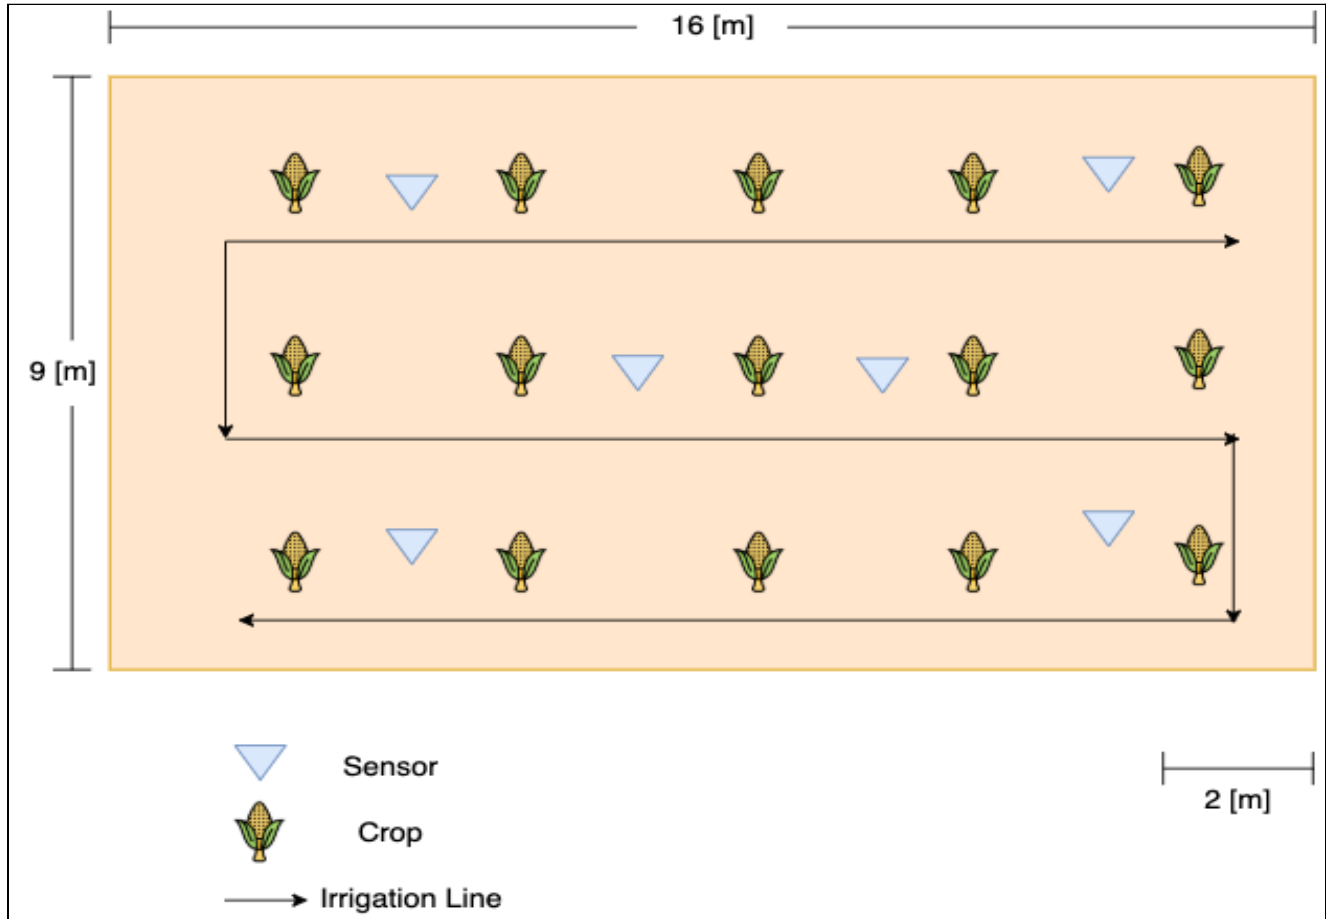 16 [m]
9 [m]
Sensor
2 [m]
Crop
Irrigation Line